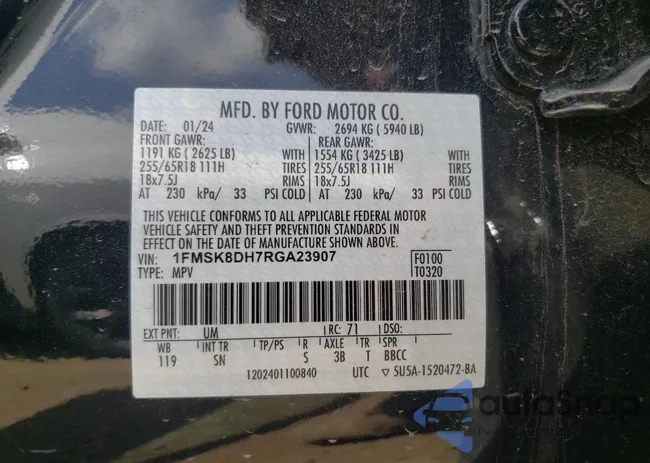 MFD. BY FORD MOTOR CO.
DATE: 01/24 GVWR: 2694 KG ( 5940 LB)
FRONT GAWR: REAR GAWR:
1191 KG ( 2625 LB) WITH 1554 KG ( 3425 LB) WITH
255/65R18 111H TIRES 255/65R18 111H TIRES
18x7.5J RIMS 18x7.5J RIMS
AT 230 kPa/ 33 PSI COLD AT 230 kPa/ 33 PSI COLD
THIS VEHICLE CONFORMS TO ALL APPLICABLE FEDERAL MOTOR
VEHICLE SAFETY AND THEFT PREVENTION STANDARDS IN
EFFECT ON THE DATE OF MANUFACTURE SHOWN ABOVE.
VIN: 1FMSK8DH7RGA23907 F0100
TYPE: MPV T0320
EXT PNT: UM RC: 71 DSO:
WB INT TR TP/PS R AXLE TR SPR
119 SN S 3B T BBCC
1202401100840 UTC ▽ 5U5A-1520472-BA
autoSnap